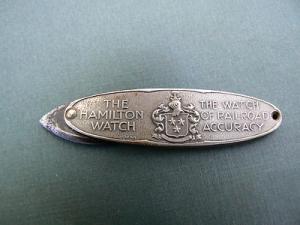 THE
HAMILTON
WATCH
THE WATCH
OF RAILROAD
ACCURACY